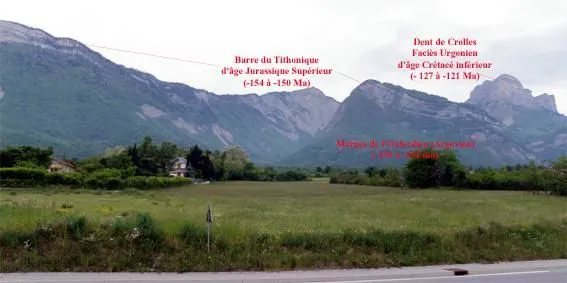 Barre du Tithonique
d'âge Jurassique Supérieur
(-154 à -150 Ma)
Dent de Crolles
Faciès Urgonien
d'âge Crétacé inférieur
(- 127 à -121 Ma)
Marnes de l'Oxfordien (Argovien)